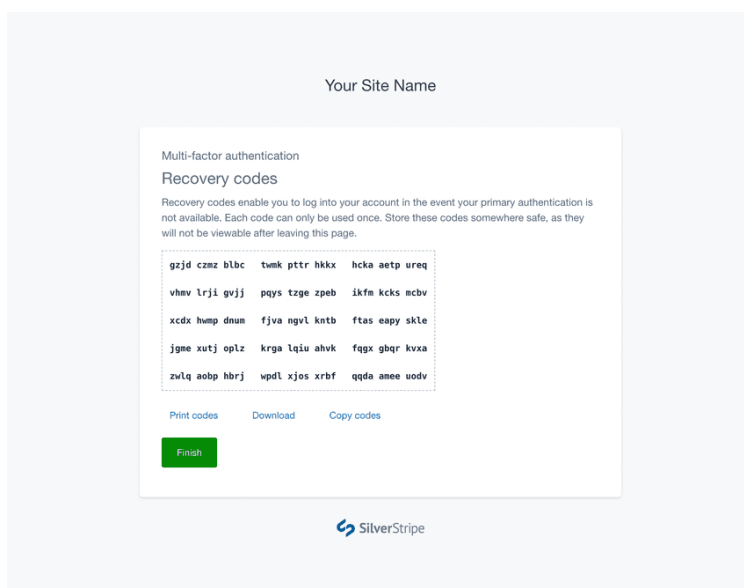 Your Site Name
Multi-factor authentication
Recovery codes
Recovery codes enable you to log into your account in the event your primary authentication is
not available. Each code can only be used once. Store these codes somewhere safe, as they
will not be viewable after leaving this page.
gzjd czmz blbc twmk pttr hkkx hcka aetp ureq
vhmv lrji gvjj pqys tzge zpeb ikfm kcks mcbv
xcdx hwmp dnum fjva ngvl kntb ftas eapy skle
jgme xutj oplz krga lqiu ahvk fqgx gbqr kvxa
zwlq aobp hbrj wpdl xjos xrbf qqda amee uodv
Print codes Download Copy codes
Finish
SilverStripe